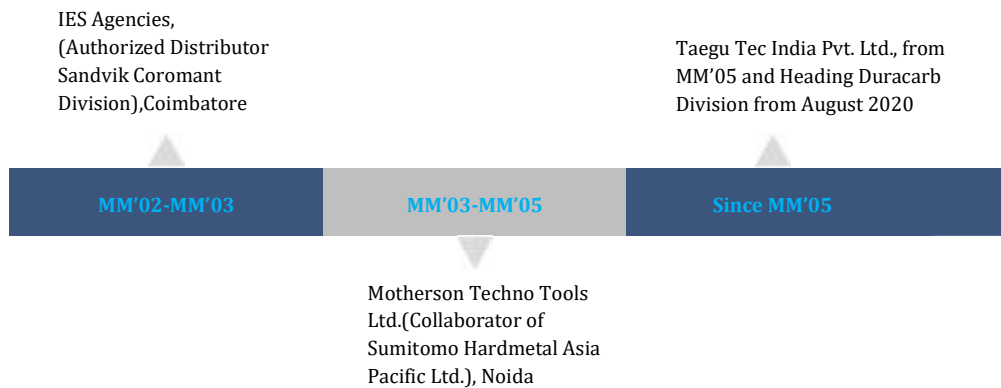 IES Agencies,
(Authorized Distributor
Sandvik Coromant
Division),Coimbatore
Taegu Tec India Pvt. Ltd., from
MM’05 and Heading Duracarb
Division from August 2020
MM’02-MM’03
MM’03-MM’05
Since MM’05
Motherson Techno Tools
Ltd.(Collaborator of
Sumitomo Hardmetal Asia
Pacific Ltd.), Noida